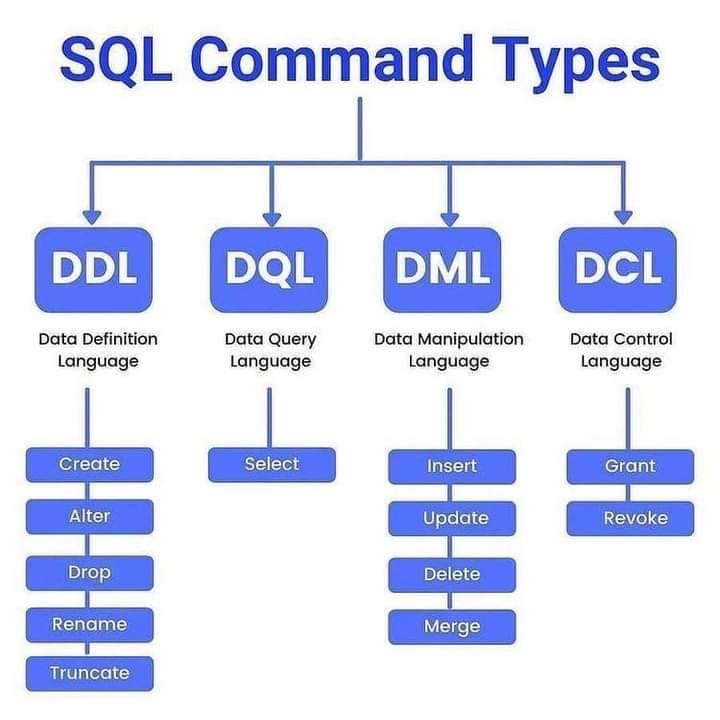 SQL Command Types
DDL
DQL
DML
DCL
Data Definition
Language
Data Query
Language
Data Manipulation
Language
Data Control
Language
Create
Alter
Drop
Rename
Truncate
Select
Insert
Update
Delete
Merge
Grant
Revoke